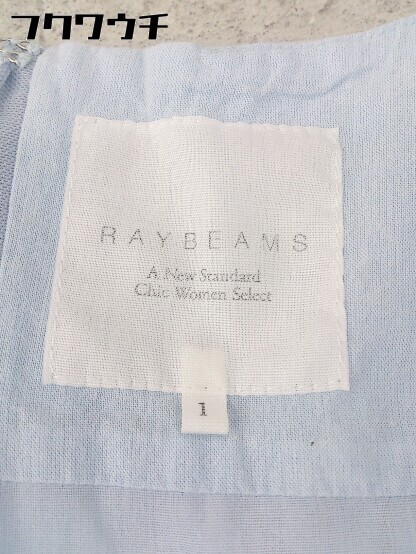 フクワウチ
RAYBEAMS
A New Standard
Chic Women Select
1